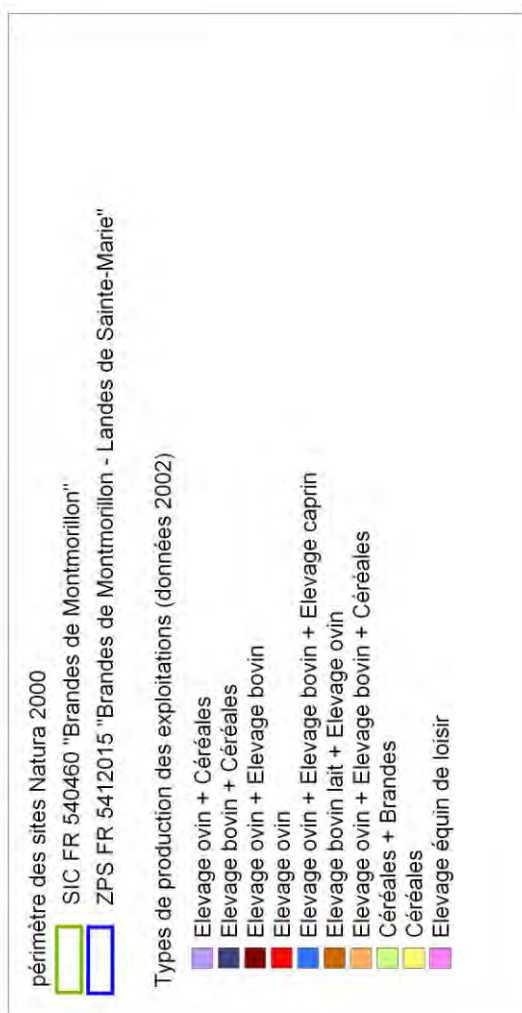 périmètre des sites Natura 2000
SIC FR 540460 "Brandes de Montmorillon"
ZPS FR 5412015 "Brandes de Montmorillon - Landes de Sainte-Marie"
Types de production des exploitations (données 2002)
Elevage ovin + Céréales
Elevage bovin + Céréales
Elevage ovin + Elevage bovin
Elevage ovin
Elevage ovin + Elevage bovin + Elevage caprin
Elevage bovin lait + Elevage ovin
Elevage ovin + Elevage bovin + Céréales
Céréales + Brandes
Céréales
Elevage équin de loisir